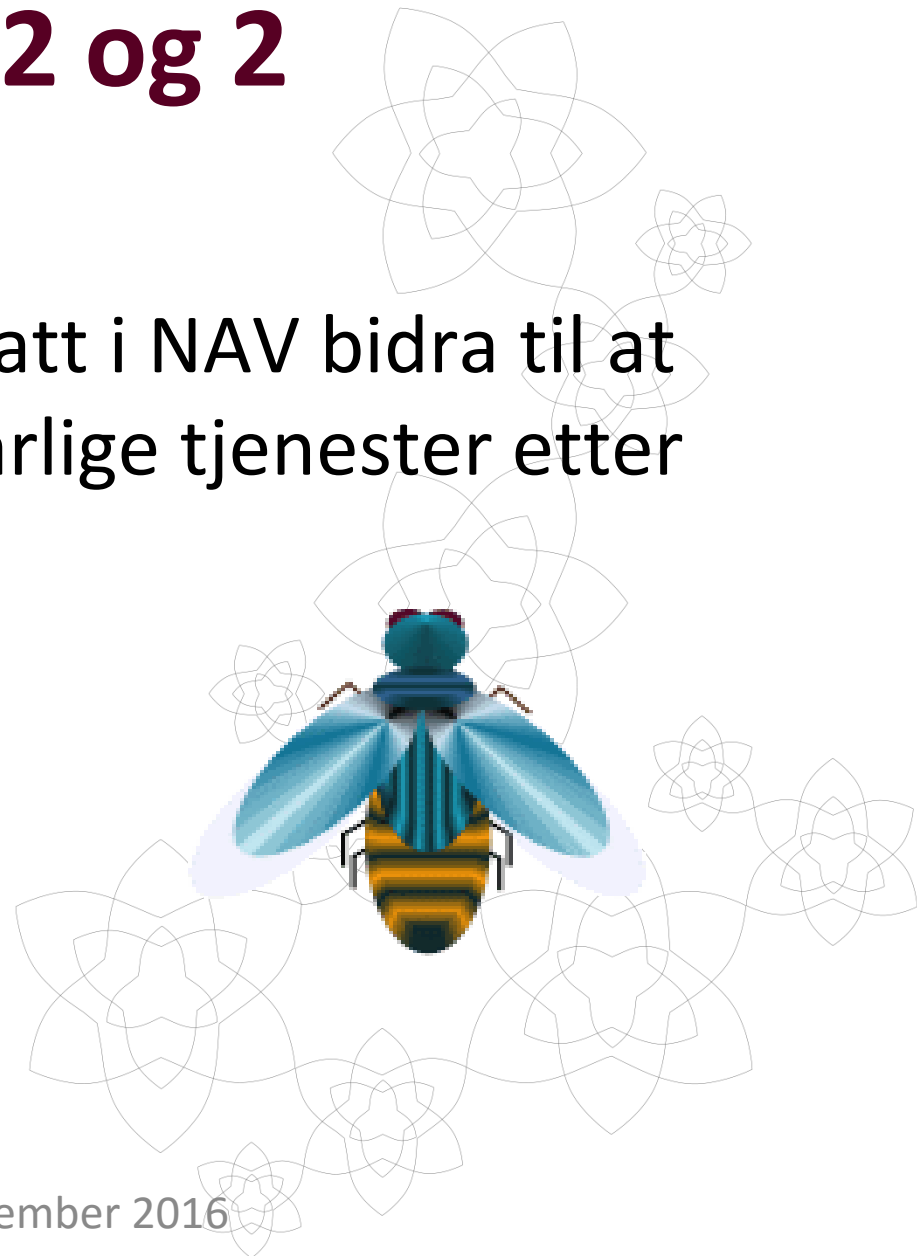 2 og 2
att i NAV bidra til at
rlige tjenester etter
ember 2016